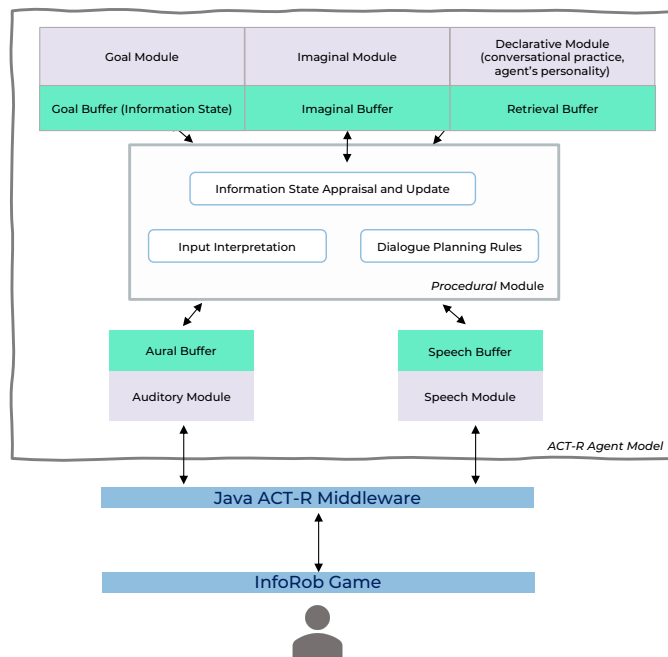 Goal Module
Imaginal Module
Declarative Module
(conversational practice,
agent's personality)
Goal Buffer (Information State)
Imaginal Buffer
Retrieval Buffer
Information State Appraisal and Update
Input Interpretation
Dialogue Planning Rules
Procedural Module
Aural Buffer
Speech Buffer
Auditory Module
Speech Module
ACT-R Agent Model
Java ACT-R Middleware
InfoRob Game